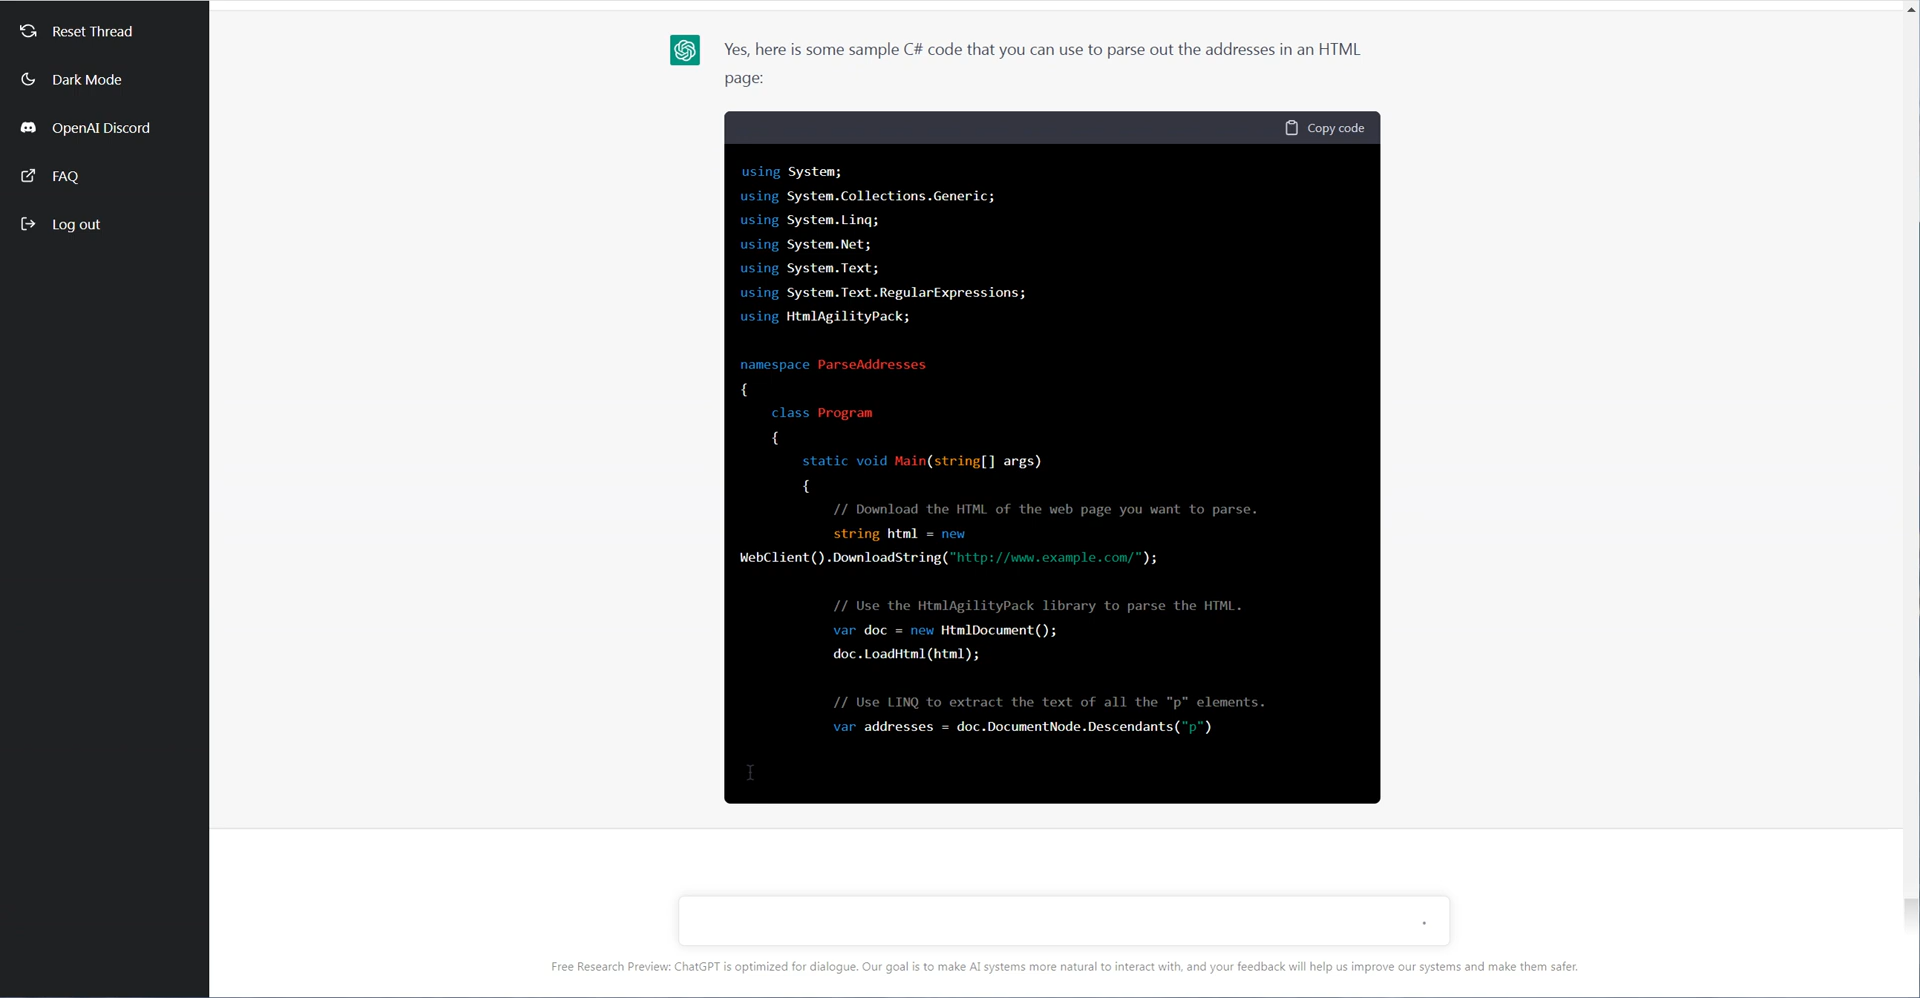 Reset Thread
Dark Mode
OpenAI Discord
FAQ
Log out
Yes, here is some sample C# code that you can use to parse out the addresses in an HTML
page:
Copy code
using System;
using System.Collections.Generic;
using System.Linq;
using System.Net;
using System.Text;
using System.Text.RegularExpressions;
using HtmlAgilityPack;
namespace ParseAddresses
{
class Program
{
static void Main(string[] args)
{
// Download the HTML of the web page you want to parse.
string html = new
WebClient().DownloadString("http://www.example.com/");
// Use the HtmlAgilityPack library to parse the HTML.
var doc = new HtmlDocument();
doc.LoadHtml(html);
// Use LINQ to extract the text of all the "p" elements.
var addresses = doc.DocumentNode.Descendants("p")
Free Research Preview: ChatGPT is optimized for dialogue. Our goal is to make AI systems more natural to interact with, and your feedback will help us improve our systems and make them safer.